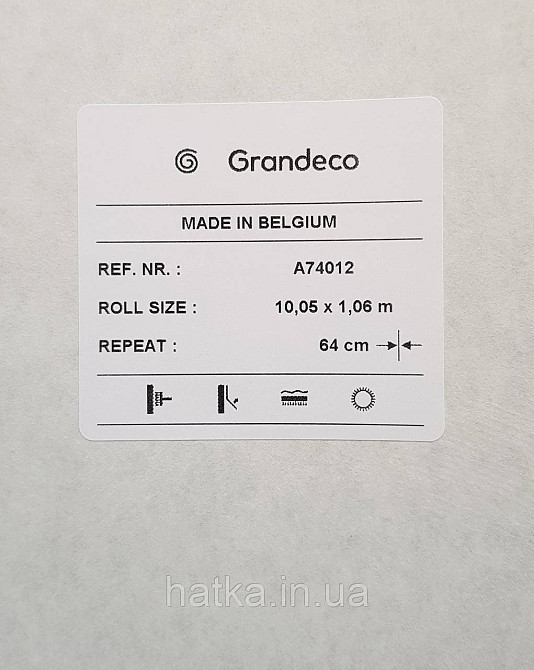 Grandeco
MADE IN BELGIUM
REF. NR. : A74012
ROLL SIZE : 10,05 x 1,06 m
REPEAT : 64 cm
hatka.in.ua